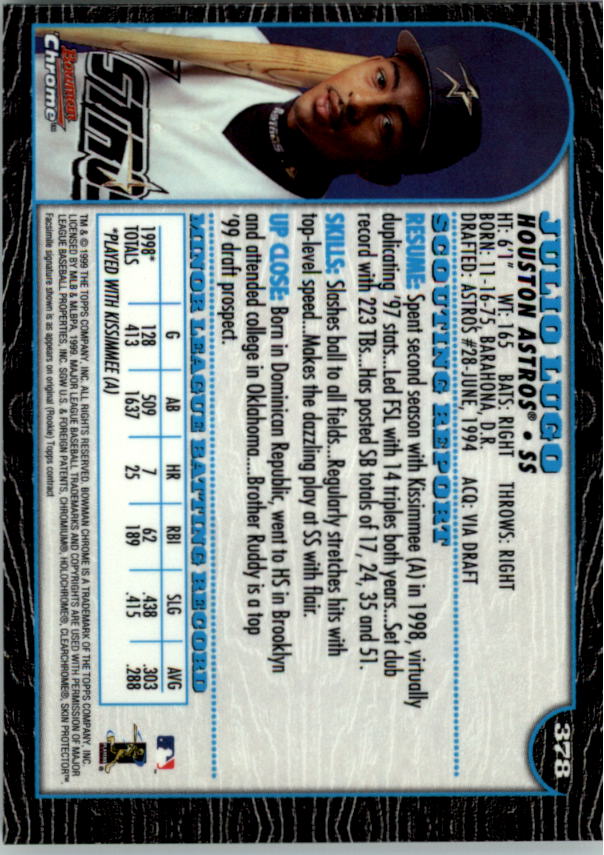 378
JULIO LUGO
HOUSTON ASTROS® • SS
HT: 6'1" WT: 165 BATS: RIGHT THROWS: RIGHT
BORN: 11-16-75, BARAHONA, D.R.
DRAFTED: ASTROS #28-JUNE, 1994 ACQ: VIA DRAFT
SCOUTING REPORT
RESUME: Spent second season with Kissimmee (A) in 1998, virtually
duplicating '97 stats...Led FSL with 14 triples both years...Set club
record with 223 TBs...Has posted SB totals of 17, 24, 35 and 51.
SKILLS: Slashes ball to all fields...Regularly stretches hits with
top-level speed...Makes the dazzling play at SS with flair.
UP CLOSE: Born in Dominican Republic, went to HS in Brooklyn
and attended college in Oklahoma....Brother Ruddy is a top
'99 draft prospect.
MINOR LEAGUE BATTING RECORD
G AB HR RBI SLG AVG
1998* 128 509 7 62 .438 .303
TOTALS 413 1637 25 189 .415 .288
*PLAYED WITH KISSIMMEE (A)
TM & © 1999 THE TOPPS COMPANY, INC. ALL RIGHTS RESERVED. BOWMAN CHROME IS A TRADEMARK OF THE TOPPS COMPANY, INC.
LICENSED BY MLB & MLBPA, 1999. MAJOR LEAGUE BASEBALL TRADEMARKS AND COPYRIGHTS ARE USED WITH PERMISSION OF MAJOR
LEAGUE BASEBALL PROPERTIES, INC. SGW U.S. & FOREIGN PATENTS, CHROMIUM®, HOLOCHROME®, CLEARCHROME®, SKIN PROTECTOR™.
Facsimile signature shown is as appears on original (Rookie) Topps contract
Bowman
Chrome